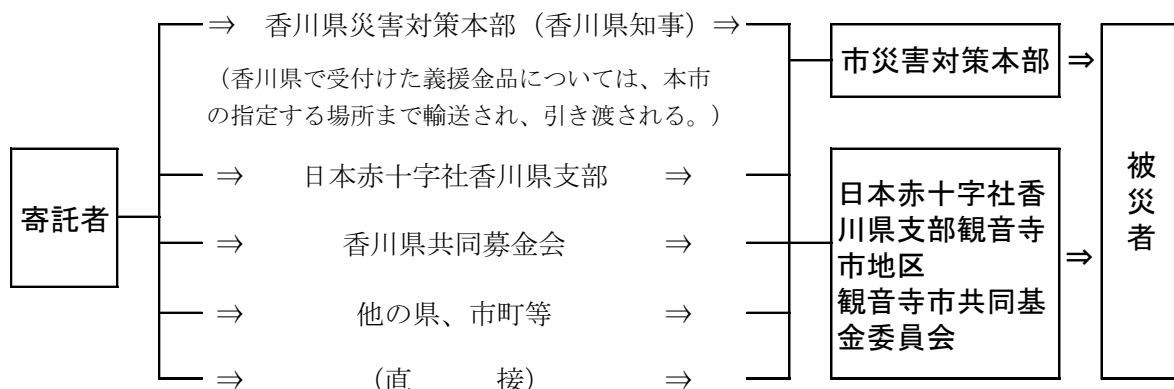 寄託者
⇒ 香川県災害対策本部（香川県知事）⇒
（香川県で受付けた義援金品については、本市
の指定する場所まで輸送され、引き渡される。）
⇒ 日本赤十字社香川県支部 ⇒
⇒ 香川県共同募金会 ⇒
⇒ 他の県、市町等 ⇒
⇒ （直 接） ⇒
市災害対策本部 ⇒
日本赤十字社香
川県支部観音寺
市地区
観音寺市共同基
金委員会
⇒
被災者